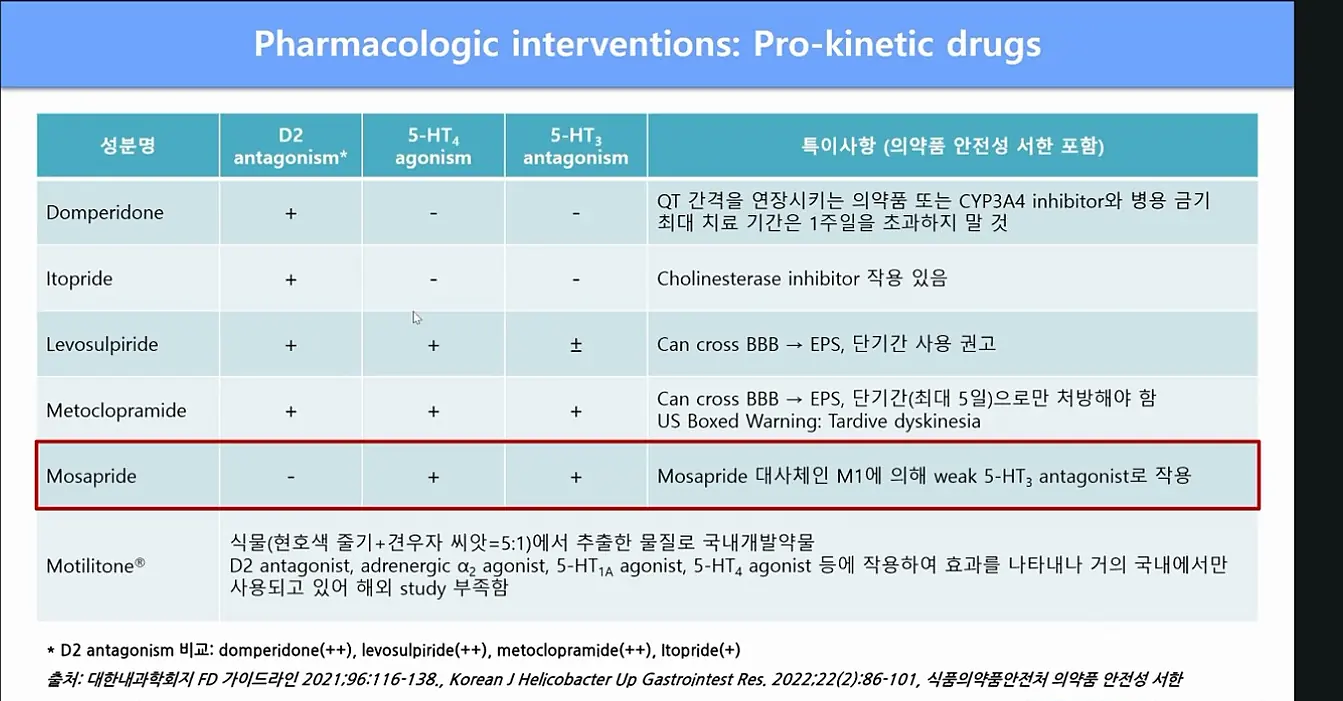 Pharmacologic interventions: Pro-kinetic drugs
성분명
D2 antagonism*
5-HT₄ agonism
5-HT₃ antagonism
특이사항 (의약품 안전성 서한 포함)
Domperidone + - - QT 간격을 연장시키는 의약품 또는 CYP3A4 inhibitor와 병용 금기
최대 치료 기간은 1주일을 초과하지 말 것
Itopride + - - Cholinesterase inhibitor 작용 있음
Levosulpiride + + ± Can cross BBB → EPS, 단기간 사용 권고
Metoclopramide + + + Can cross BBB → EPS, 단기간(최대 5일)으로만 처방해야 함
US Boxed Warning: Tardive dyskinesia
Mosapride - + + Mosapride 대사체인 M1에 의해 weak 5-HT₃ antagonist로 작용
Motilitone®
식물(현호색 줄기+견우자 씨앗=5:1)에서 추출한 물질로 국내개발약물
D2 antagonist, adrenergic α₂ agonist, 5-HT₁A agonist, 5-HT₄ agonist 등에 작용하여 효과를 나타내나 거의 국내에서만
사용되고 있어 해외 study 부족함
* D2 antagonism 비교: domperidone(++), levosulpiride(++), metoclopramide(++), Itopride(+)
출처: 대한내과학회지 FD 가이드라인 2021;96:116-138., Korean J Helicobacter Up Gastrointest Res. 2022;22(2):86-101, 식품의약품안전처 의약품 안전성 서한